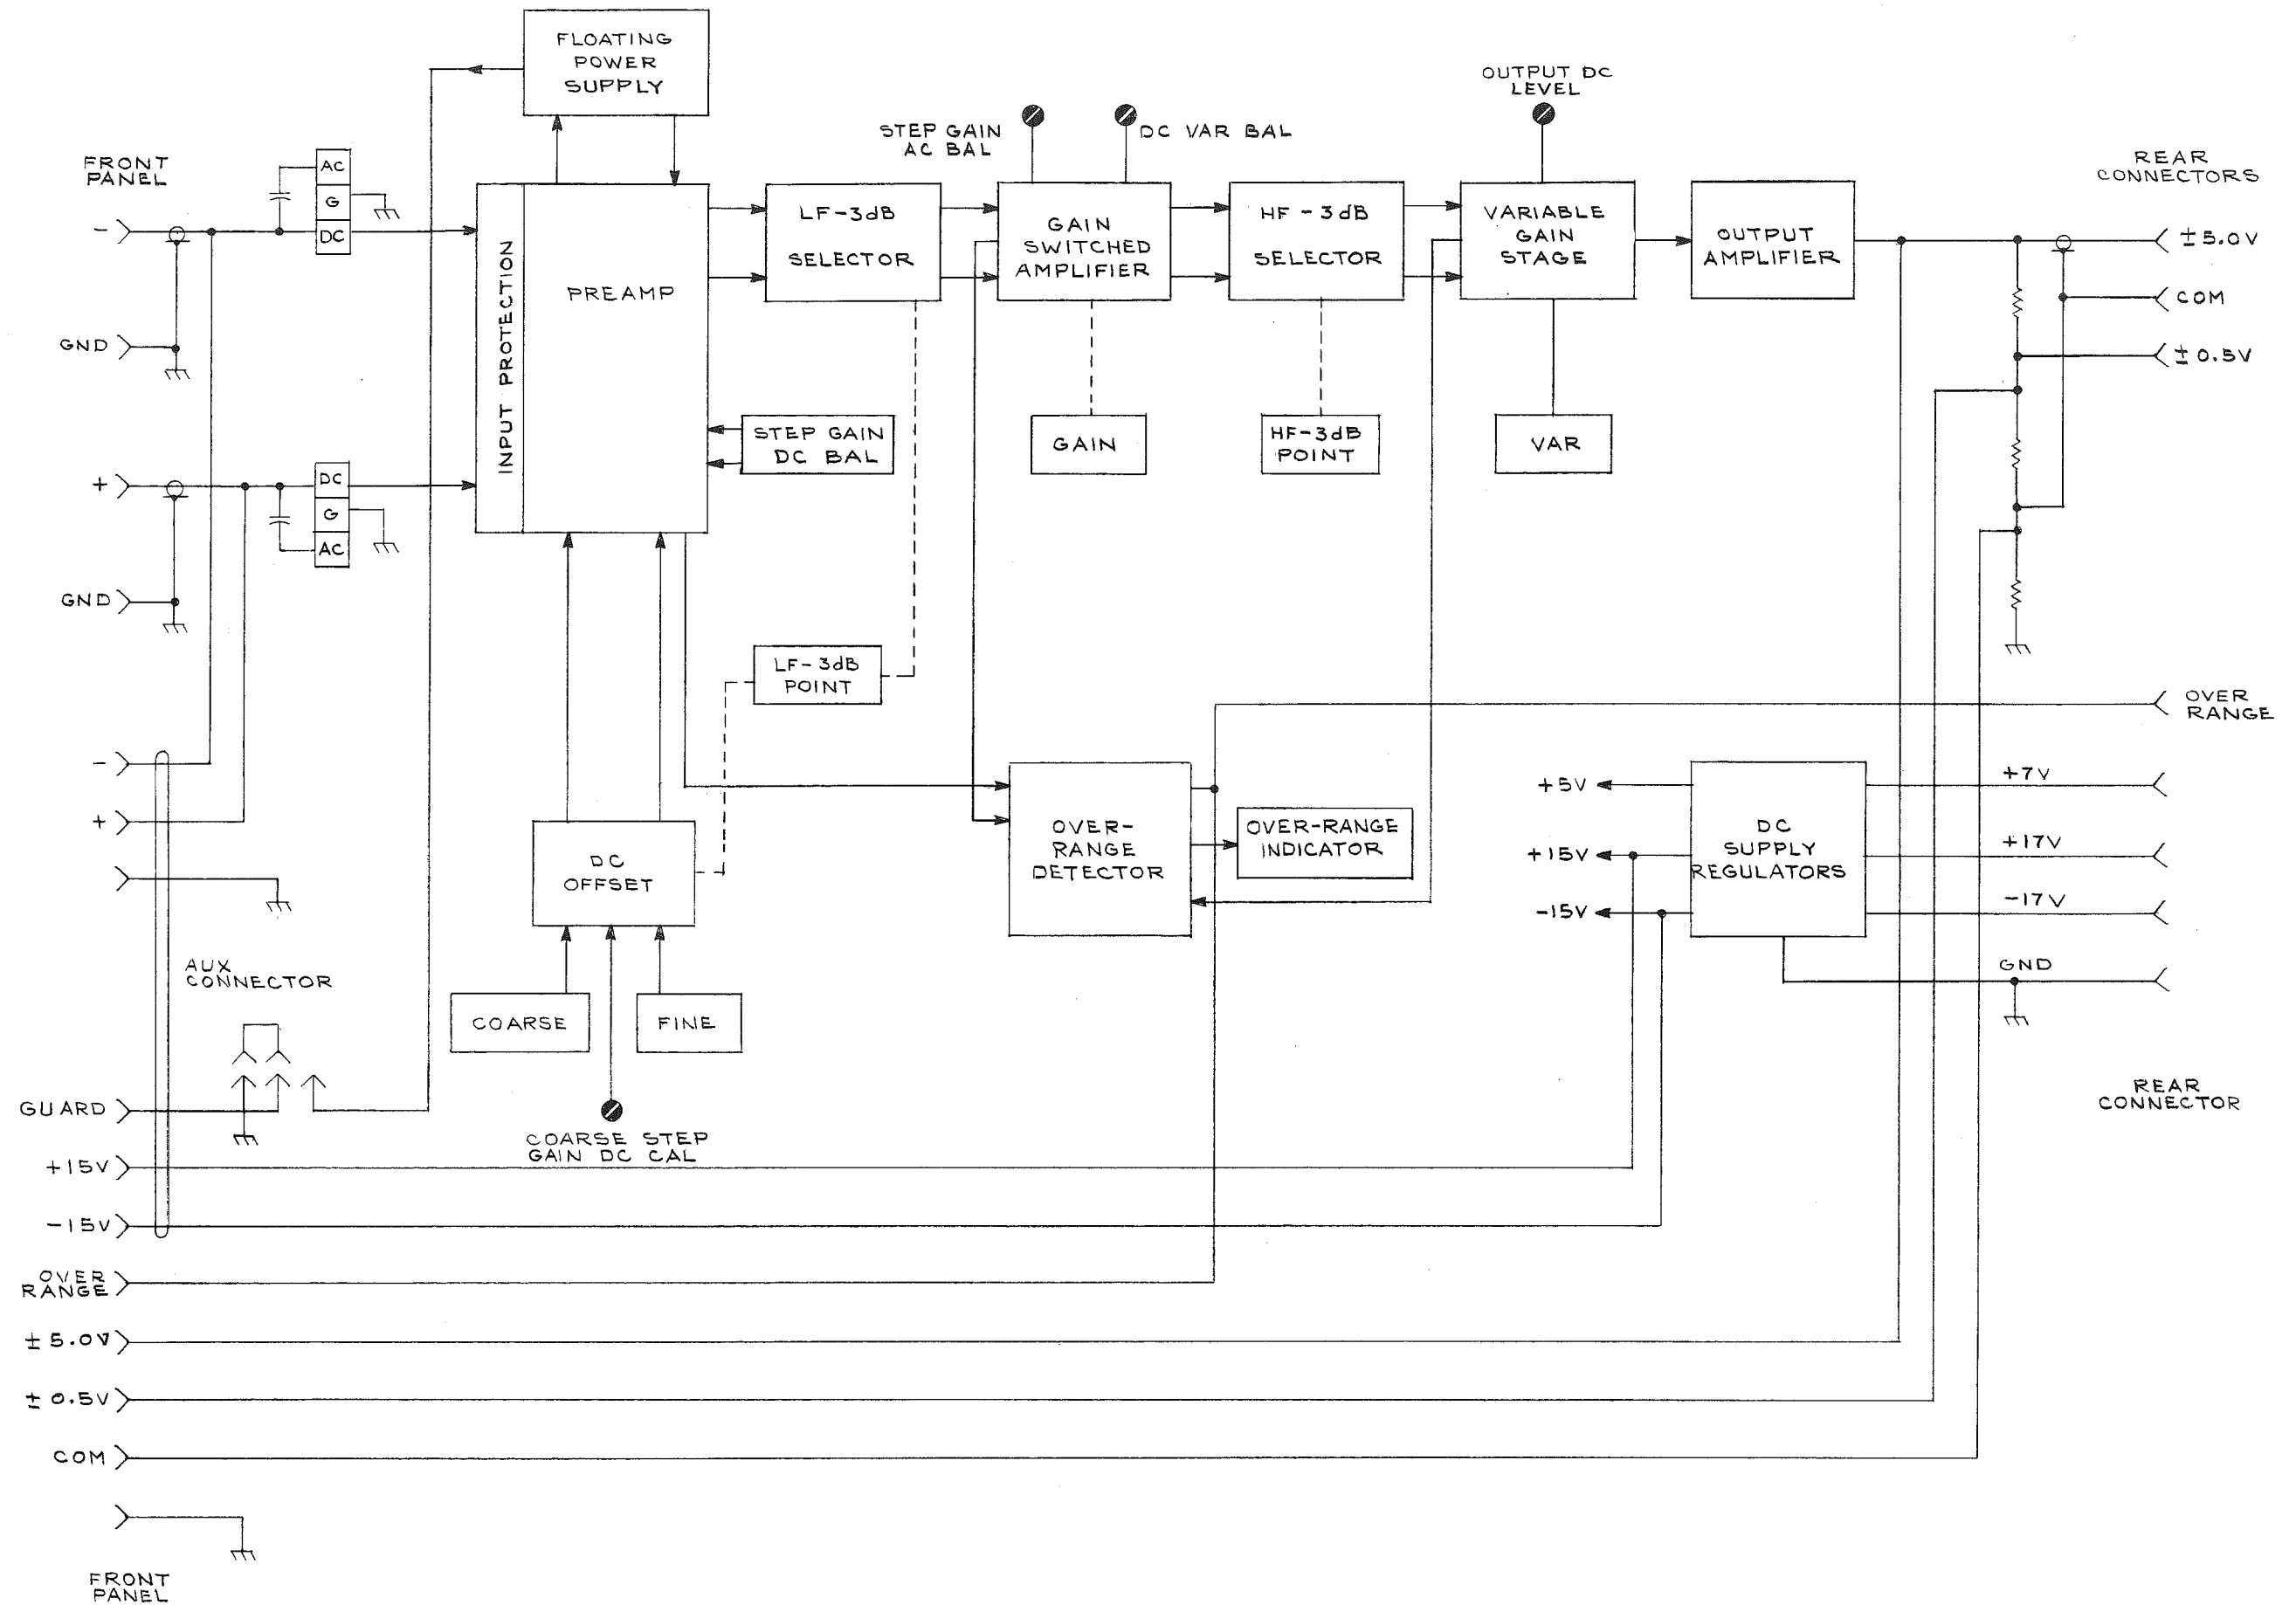 FLOATING
POWER
SUPPLY
OUTPUT DC
LEVEL
STEP GAIN
AC BAL
DC VAR BAL
FRONT
PANEL
REAR
CONNECTORS
AC
G
DC
-
INPUT PROTECTION
PREAMP
LF-3dB
SELECTOR
GAIN
SWITCHED
AMPLIFIER
HF-3dB
SELECTOR
VARIABLE
GAIN
STAGE
OUTPUT
AMPLIFIER
±5.0V
COM
±0.5V
GND
STEP GAIN
DC BAL
GAIN
HF-3dB
POINT
VAR
+
DC
G
AC
GND
LF-3dB
POINT
OVER
RANGE
-
+
DC
OFFSET
OVER-
RANGE
DETECTOR
OVER-RANGE
INDICATOR
+5V
+15V
-15V
DC
SUPPLY
REGULATORS
+7V
+17V
-17V
GND
AUX
CONNECTOR
COARSE
FINE
REAR
CONNECTOR
GUARD
COARSE STEP
GAIN DC CAL
+15V
-15V
OVER
RANGE
±5.0V
±0.5V
COM
FRONT
PANEL